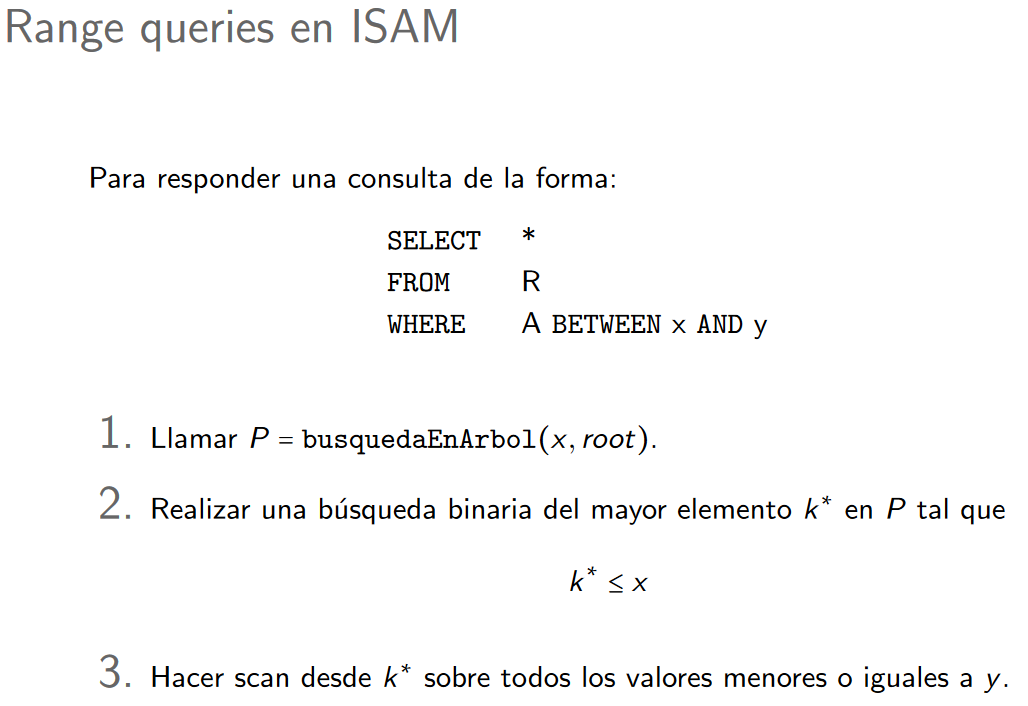 Range queries en ISAM
Para responder una consulta de la forma:
SELECT *
FROM R
WHERE A BETWEEN x AND y
1. Llamar P = busquedaEnArbol(x, root).
2. Realizar una búsqueda binaria del mayor elemento k* en P tal que
k* ≤ x
3. Hacer scan desde k* sobre todos los valores menores o iguales a y.